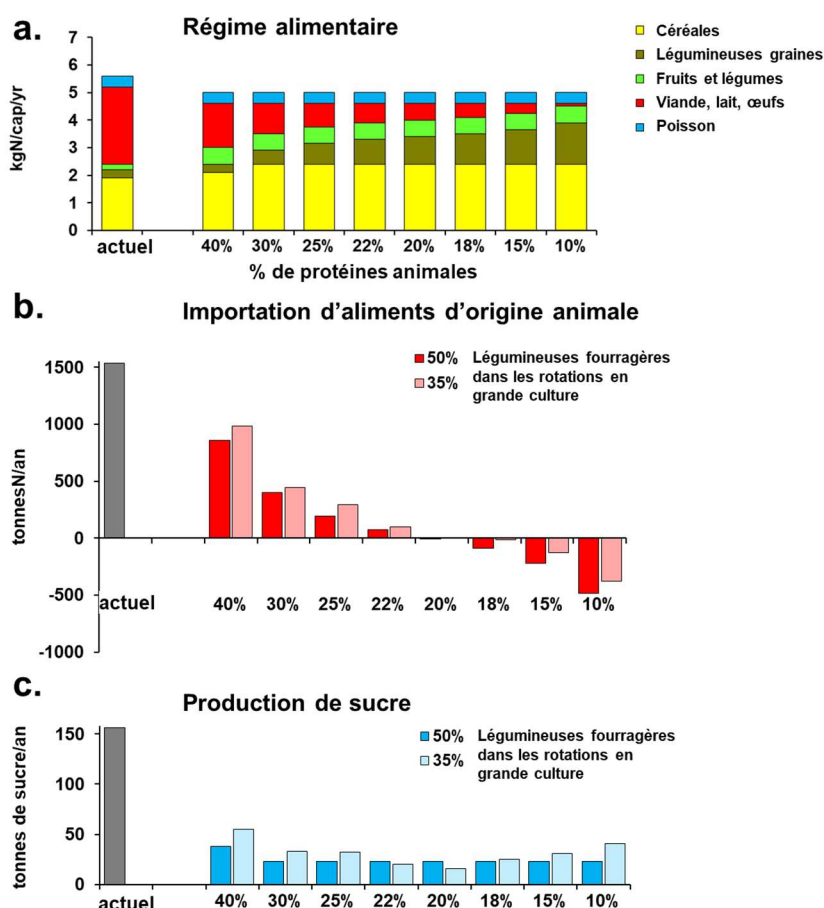 a.
Régime alimentaire
Céréales
Légumineuses graines
Fruits et légumes
Viande, lait, œufs
Poisson
kgN/cap/yr
7
6
5
4
3
2
1
0
actuel 40% 30% 25% 22% 20% 18% 15% 10%
% de protéines animales
b.
Importation d'aliments d'origine animale
50% Légumineuses fourragères
35% dans les rotations en
grande culture
tonnesN/an
1500
1000
500
0
-500
-1000
actuel 40% 30% 25% 22% 20% 18% 15% 10%
c.
Production de sucre
50% Légumineuses fourragères
35% dans les rotations en
grande culture
tonnes de sucre/an
150
100
50
0
actuel 40% 30% 25% 22% 20% 18% 15% 10%